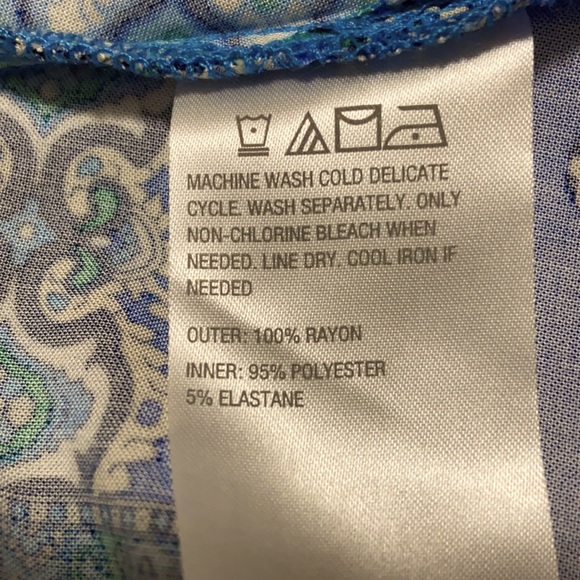 MACHINE WASH COLD DELICATE
CYCLE. WASH SEPARATELY. ONLY
NON-CHLORINE BLEACH WHEN
NEEDED. LINE DRY. COOL IRON IF
NEEDED
OUTER: 100% RAYON
INNER: 95% POLYESTER
5% ELASTANE